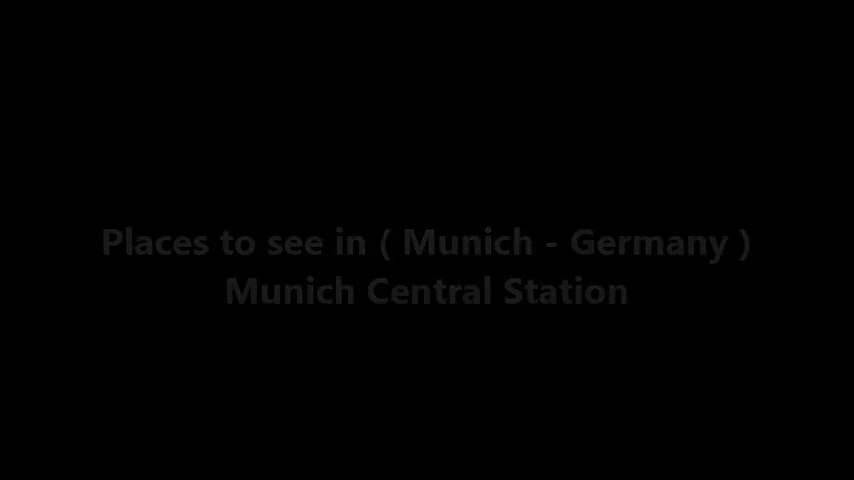 Places to see in ( Munich - Germany )
Munich Central Station